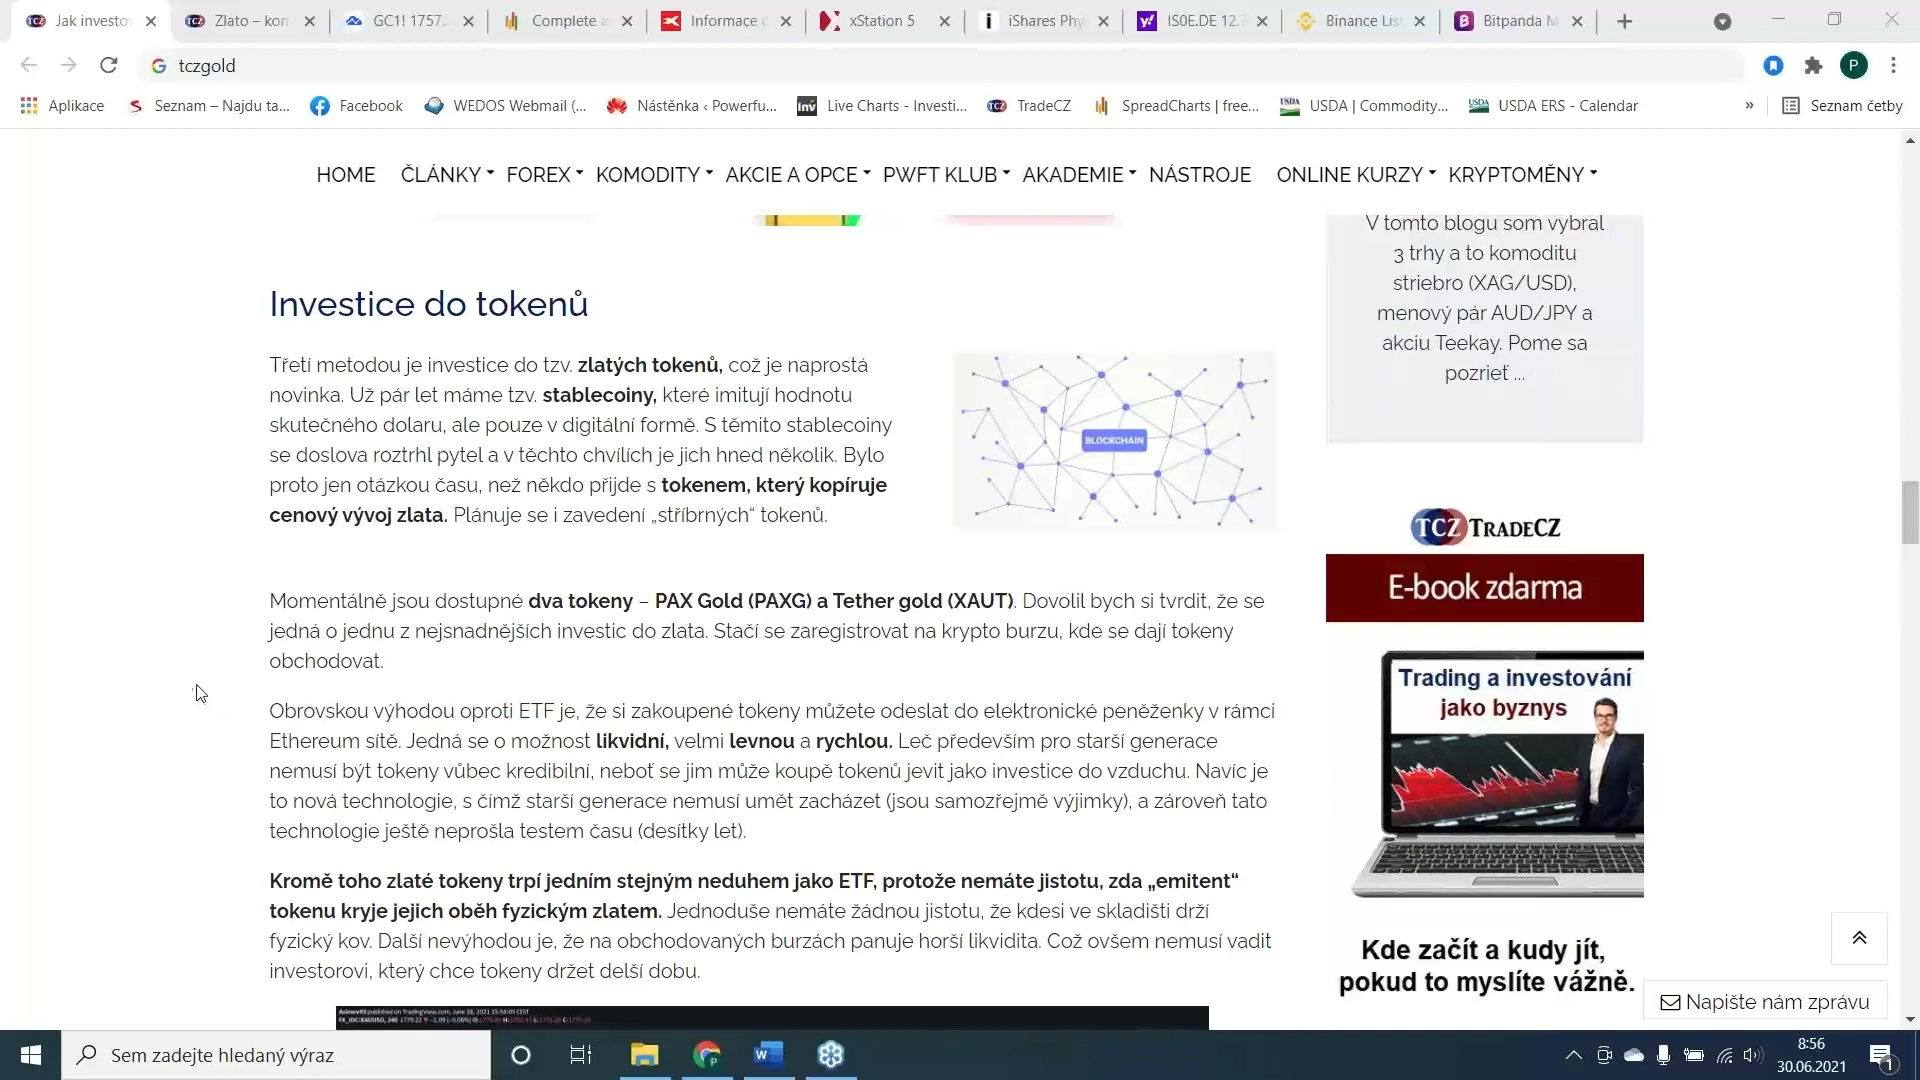 Jak investo
Zlato – kom
GC1! 1757.
Complete a
Informace o
xStation 5
iShares Phy
IS0E.DE 12.
Binance Lis
Bitpanda M
tczgold
P
Aplikace
Seznam – Najdu ta...
Facebook
WEDOS Webmail (...
Nástěnka ‹ Powerfu...
Live Charts - Investi...
TradeCZ
SpreadCharts | free...
USDA | Commodity...
USDA ERS - Calendar
»
Seznam četby
HOME ČLÁNKY FOREX KOMODITY AKCIE A OPCE PWFT KLUB AKADEMIE NÁSTROJE ONLINE KURZY KRYPTOMĚNY
Investice do tokenů
Třetí metodou je investice do tzv. zlatých tokenů, což je naprostá
novinka. Už pár let máme tzv. stablecoiny, které imitují hodnotu
skutečného dolaru, ale pouze v digitální formě. S těmito stablecoiny
se doslova roztrhl pytel a v těchto chvílích je jich hned několik. Bylo
proto jen otázkou času, než někdo přijde s tokenem, který kopíruje
cenový vývoj zlata. Plánuje se i zavedení „stříbrných“ tokenů.
BLOCKCHAIN
Momentálně jsou dostupné dva tokeny – PAX Gold (PAXG) a Tether gold (XAUT). Dovolil bych si tvrdit, že se
jedná o jednu z nejsnadnějších investic do zlata. Stačí se zaregistrovat na krypto burzu, kde se dají tokeny
obchodovat.
Obrovskou výhodou oproti ETF je, že si zakoupené tokeny můžete odeslat do elektronické peněženky v rámci
Ethereum sítě. Jedná se o možnost likvidní, velmi levnou a rychlou. Leč především pro starší generace
nemusí být tokeny vůbec kredibilní, neboť se jim může koupě tokenů jevit jako investice do vzduchu. Navíc je
to nová technologie, s čímž starší generace nemusí umět zacházet (jsou samozřejmě výjimky), a zároveň tato
technologie ještě neprošla testem času (desítky let).
Kromě toho zlaté tokeny trpí jedním stejným neduhem jako ETF, protože nemáte jistotu, zda „emitent“
tokenu kryje jejich oběh fyzickým zlatem. Jednoduše nemáte žádnou jistotu, že kdesi ve skladišti drží
fyzický kov. Další nevýhodou je, že na obchodovaných burzách panuje horší likvidita. Což ovšem nemusí vadit
investorovi, který chce tokeny držet delší dobu.
V tomto blogu som vybral
3 trhy a to komoditu
striebro (XAG/USD),
menový pár AUD/JPY a
akciu Teekay. Pome sa
pozrieť ...
TCZ TRADECZ
E-book zdarma
Trading a investování
jako byznys
Kde začít a kudy jít,
pokud to myslíte vážně.
Napište nám zprávu
Sem zadejte hledaný výraz
8:56
30.06.2021
1